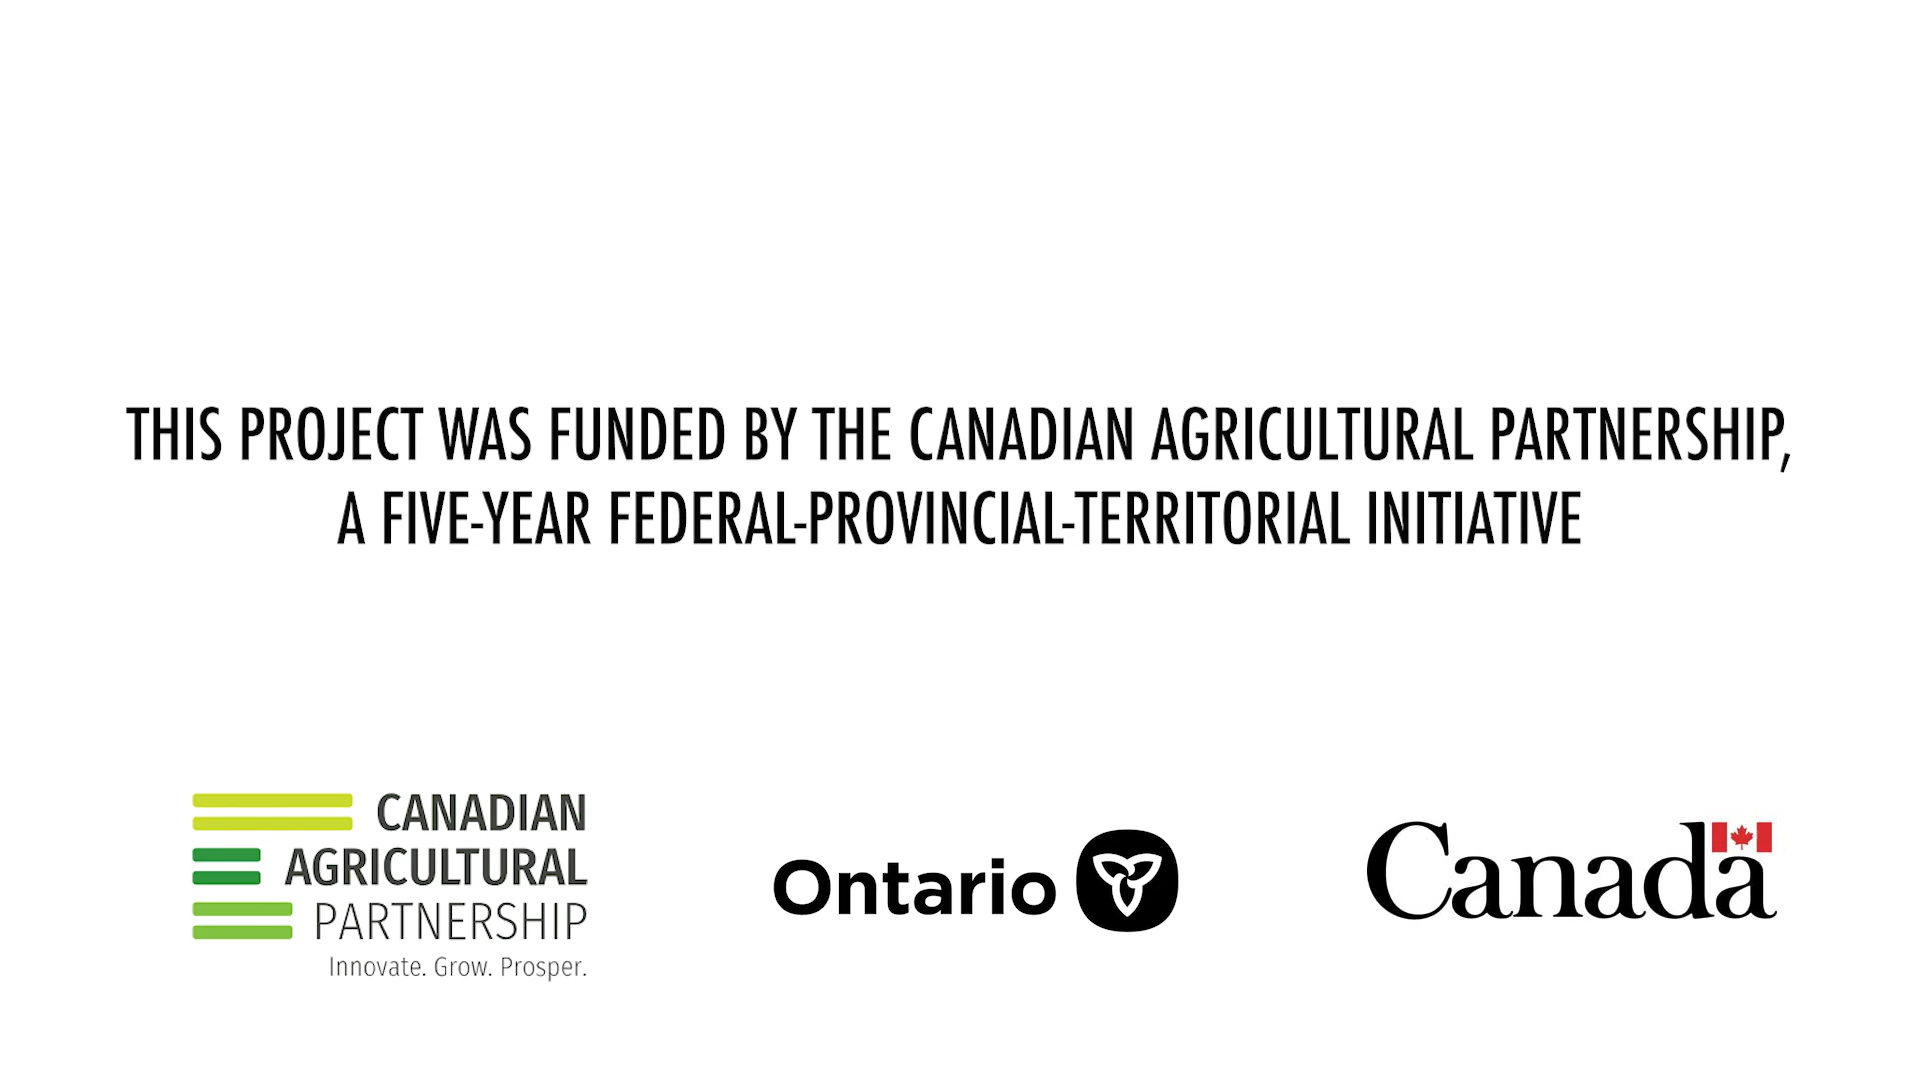 THIS PROJECT WAS FUNDED BY THE CANADIAN AGRICULTURAL PARTNERSHIP,
A FIVE-YEAR FEDERAL-PROVINCIAL-TERRITORIAL INITIATIVE
CANADIAN
AGRICULTURAL
PARTNERSHIP
Innovate. Grow. Prosper.
Ontario
Canada